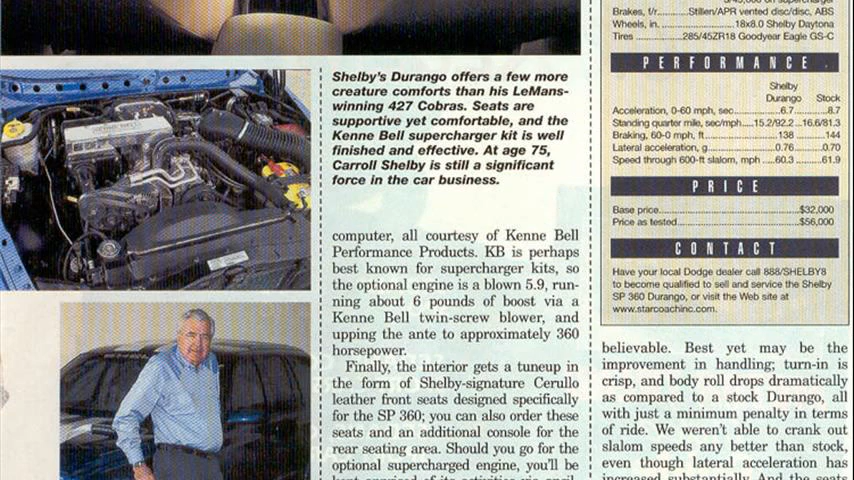 Shelby's Durango offers a few more
creature comforts than his LeMans-
winning 427 Cobras. Seats are
supportive yet comfortable, and the
Kenne Bell supercharger kit is well
finished and effective. At age 75,
Carroll Shelby is still a significant
force in the car business.
computer, all courtesy of Kenne Bell
Performance Products. KB is perhaps
best known for supercharger kits, so
the optional engine is a blown 5.9, run-
ning about 6 pounds of boost via a
Kenne Bell twin-screw blower, and
upping the ante to approximately 360
horsepower.
Finally, the interior gets a tuneup in
the form of Shelby-signature Cerullo
leather front seats designed specifically
for the SP 360; you can also order these
seats and an additional console for the
rear seating area. Should you go for the
optional supercharged engine, you'll be
kept apprised of its activities via
on supercharger
Brakes, f/r..........Stillen/APR vented disc/disc, ABS
Wheels, in. ..........18x8.0 Shelby Daytona
Tires ..........285/45ZR18 Goodyear Eagle GS-C
PERFORMANCE
Shelby
Durango Stock
Acceleration, 0-60 mph, sec..........6.7..........8.7
Standing quarter mile, sec/mph....15.2/92.2 ...16.6/81.3
Braking, 60-0 mph, ft..........138 ..........144
Lateral acceleration, g..........0.76 ..........0.70
Speed through 600-ft slalom, mph ....60.3 ..........61.9
PRICE
Base price..........$32,000
Price as tested..........$56,000
CONTACT
Have your local Dodge dealer call 888/SHELBY8
to become qualified to sell and service the Shelby
SP 360 Durango, or visit the Web site at
www.starcoachinc.com.
believable. Best yet may be the
improvement in handling; turn-in is
crisp, and body roll drops dramatically
as compared to a stock Durango, all
with just a minimum penalty in terms
of ride. We weren't able to crank out
slalom speeds any better than stock,
even though lateral acceleration has
increased substantially. And the seats